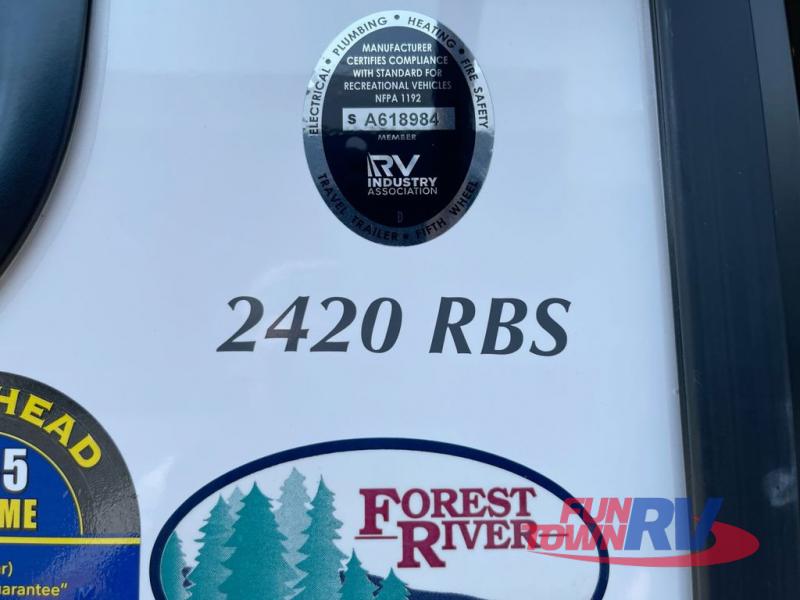 ELECTRICAL • PLUMBING • HEATING • FIRE SAFETY
MANUFACTURER
CERTIFIES COMPLIANCE
WITH STANDARD FOR
RECREATIONAL VEHICLES
NFPA 1192
S A618984
MEMBER
RV
INDUSTRY
ASSOCIATION
D
TRAVEL TRAILER • FIFTH WHEEL
2420 RBS
HEAD
5
ME
r)
arantee"
FOREST
RIVER
FUN
TOWN RV